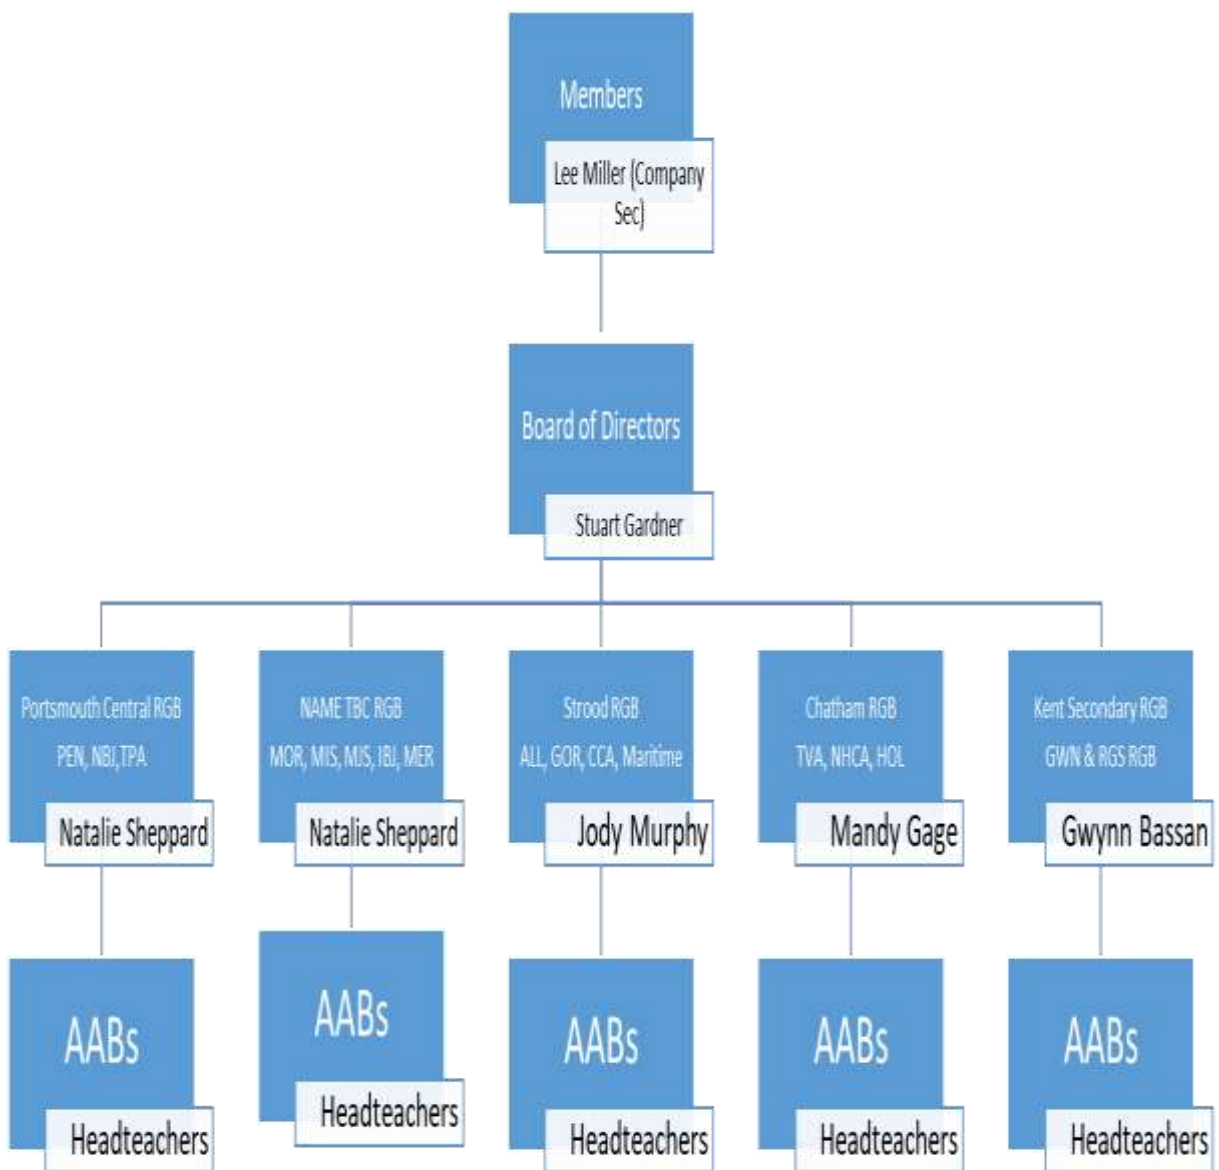 Members
Lee Miller (Company
Sec)
Board of Directors
Stuart Gardner
Portsmouth Central RGB
PEN, NBJ,TPA
Natalie Sheppard
NAME TBC RGB
MOR, MIS, MJS, IBJ, MER
Natalie Sheppard
Strood RGB
ALL, GOR, CCA, Maritime
Jody Murphy
Chatham RGB
TVA, NHCA, HOL
Mandy Gage
Kent Secondary RGB
GWN & RGS RGB
Gwynn Bassan
AABs
Headteachers
AABs
Headteachers
AABs
Headteachers
AABs
Headteachers
AABs
Headteachers